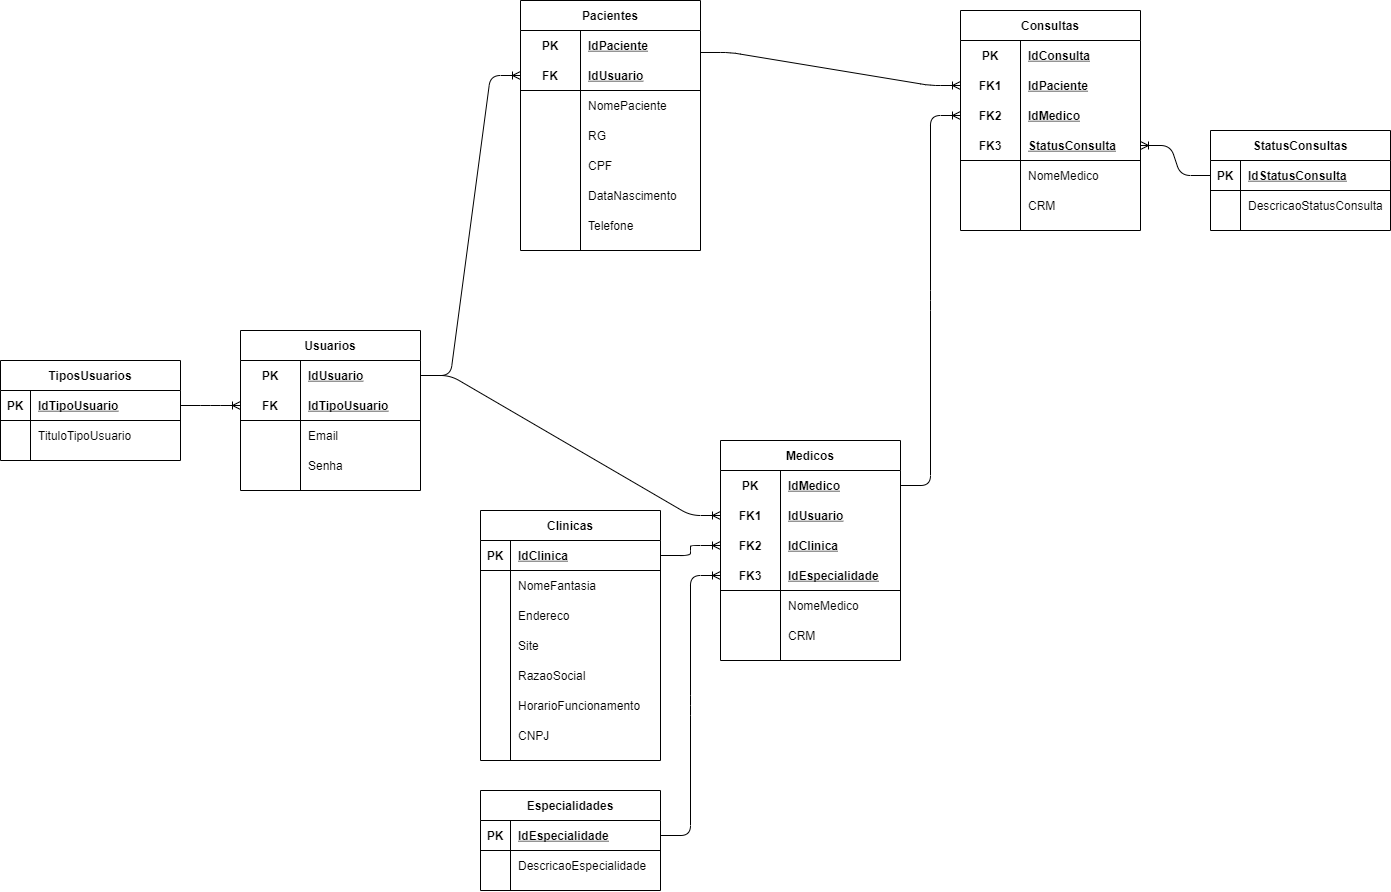 Pacientes
PK IdPaciente
FK IdUsuario
NomePaciente
RG
CPF
DataNascimento
Telefone
Consultas
PK IdConsulta
FK1 IdPaciente
FK2 IdMedico
FK3 StatusConsulta
NomeMedico
CRM
StatusConsultas
PK IdStatusConsulta
DescricaoStatusConsulta
TiposUsuarios
PK IdTipoUsuario
TituloTipoUsuario
Usuarios
PK IdUsuario
FK IdTipoUsuario
Email
Senha
Medicos
PK IdMedico
FK1 IdUsuario
FK2 IdClinica
FK3 IdEspecialidade
NomeMedico
CRM
Clinicas
PK IdClinica
NomeFantasia
Endereco
Site
RazaoSocial
HorarioFuncionamento
CNPJ
Especialidades
PK IdEspecialidade
DescricaoEspecialidade